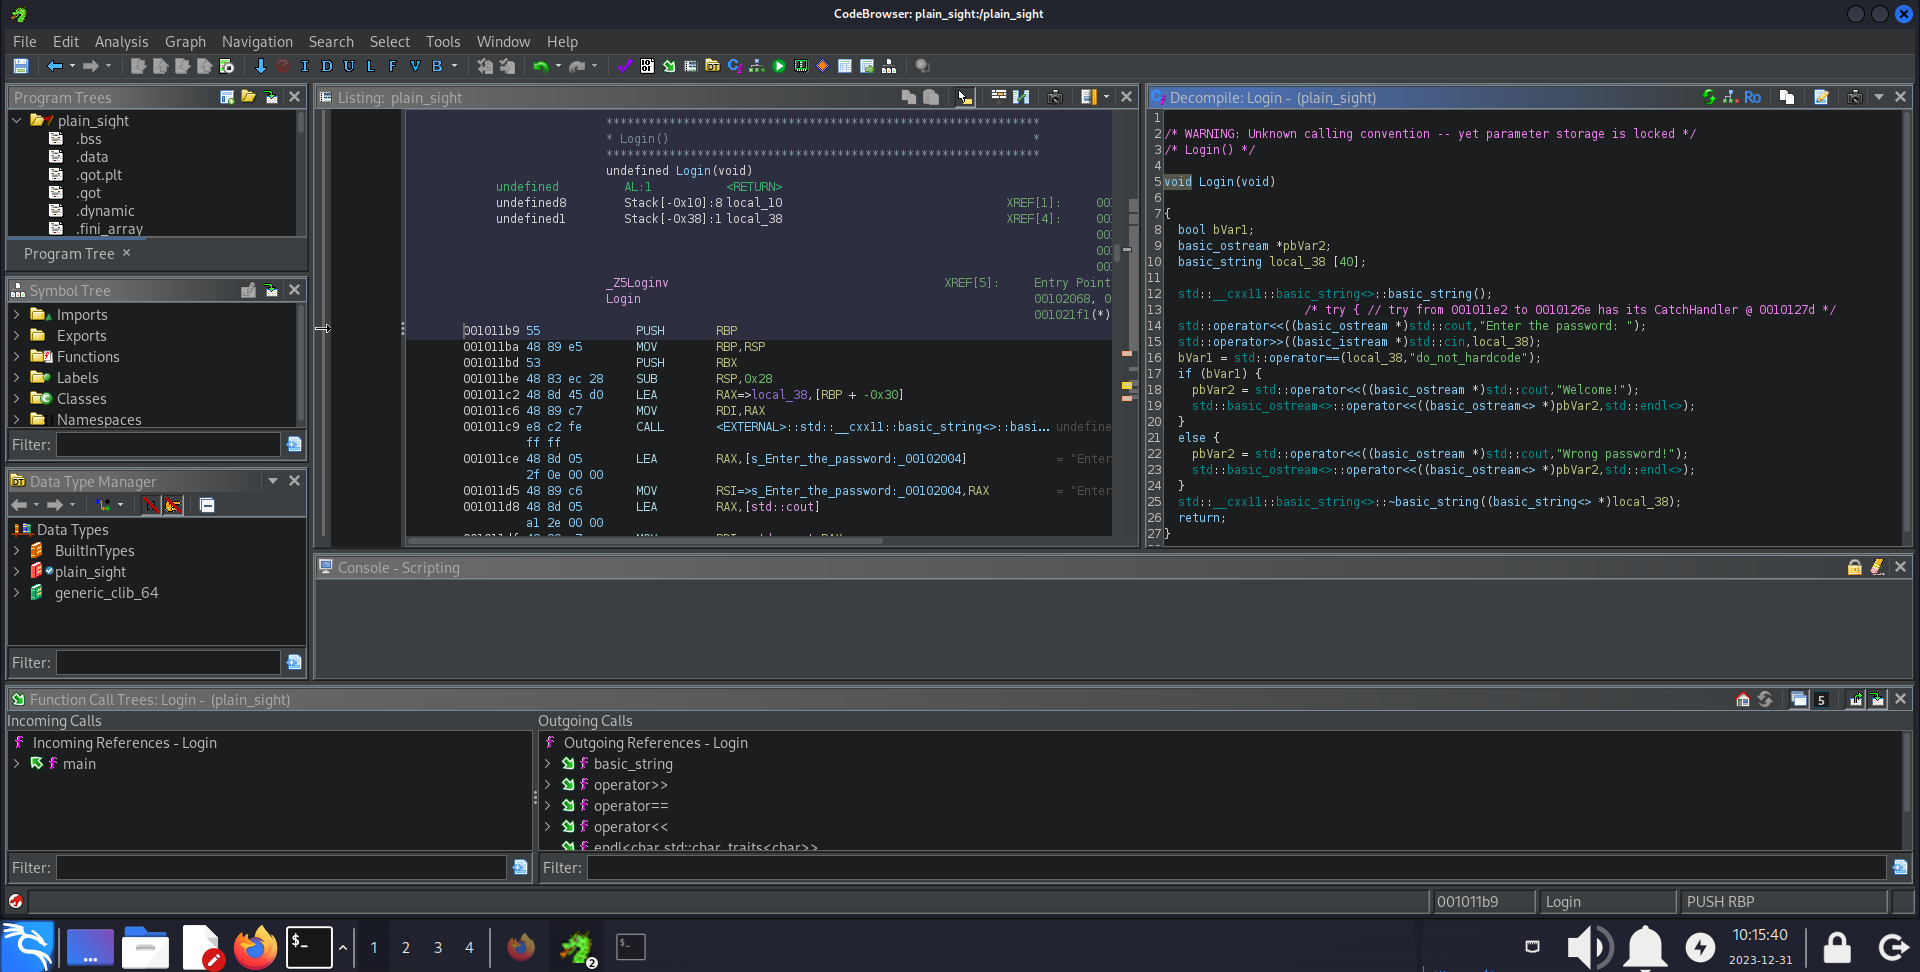 CodeBrowser: plain_sight:/plain_sight
File Edit Analysis Graph Navigation Search Select Tools Window Help
I D U L F V B
Program Trees
plain_sight
.bss
.data
.got.plt
.got
.dynamic
.fini_array
Program Tree ×
Symbol Tree
Imports
Exports
Functions
Labels
Classes
Namespaces
Filter:
Data Type Manager
Data Types
BuiltInTypes
plain_sight
generic_clib_64
Filter:
Listing: plain_sight
**************************************************************
* Login() *
**************************************************************
undefined Login(void)
undefined AL:1 <RETURN>
undefined8 Stack[-0x10]:8 local_10 XREF[1]: 00
undefined1 Stack[-0x38]:1 local_38 XREF[4]: 00
00
00
00
_Z5Loginv XREF[5]: Entry Point
Login 00102068, 0
001021f1(*)
001011b9 55 PUSH RBP
001011ba 48 89 e5 MOV RBP,RSP
001011bd 53 PUSH RBX
001011be 48 83 ec 28 SUB RSP,0x28
001011c2 48 8d 45 d0 LEA RAX=>local_38,[RBP + -0x30]
001011c6 48 89 c7 MOV RDI,RAX
001011c9 e8 c2 fe CALL <EXTERNAL>::std::__cxx11::basic_string<>::basi... undefine
ff ff
001011ce 48 8d 05 LEA RAX,[s_Enter_the_password:_00102004] = "Enter
2f 0e 00 00
001011d5 48 89 c6 MOV RSI=>s_Enter_the_password:_00102004,RAX = "Enter
001011d8 48 8d 05 LEA RAX,[std::cout]
a1 2e 00 00
Decompile: Login - (plain_sight)
Ro
1
2 /* WARNING: Unknown calling convention -- yet parameter storage is locked */
3 /* Login() */
4
5 void Login(void)
6
7 {
8 bool bVar1;
9 basic_ostream *pbVar2;
10 basic_string local_38 [40];
11
12 std::__cxx11::basic_string<>::basic_string();
13 /* try { // try from 001011e2 to 0010126e has its CatchHandler @ 0010127d */
14 std::operator<<((basic_ostream *)std::cout,"Enter the password: ");
15 std::operator>>((basic_istream *)std::cin,local_38);
16 bVar1 = std::operator==(local_38,"do_not_hardcode");
17 if (bVar1) {
18 pbVar2 = std::operator<<((basic_ostream *)std::cout,"Welcome!");
19 std::basic_ostream<>::operator<<((basic_ostream<> *)pbVar2,std::endl<>);
20 }
21 else {
22 pbVar2 = std::operator<<((basic_ostream *)std::cout,"Wrong password!");
23 std::basic_ostream<>::operator<<((basic_ostream<> *)pbVar2,std::endl<>);
24 }
25 std::__cxx11::basic_string<>::~basic_string((basic_string<> *)local_38);
26 return;
27 }
Console - Scripting
Function Call Trees: Login - (plain_sight)
5
Incoming Calls
Incoming References - Login
main
Filter:
Outgoing Calls
Outgoing References - Login
basic_string
operator>>
operator==
operator<<
endl<char,std::char_traits<char>>
Filter:
001011b9 Login PUSH RBP
$_ 1 2 3 4 2 $_
10:15:40
2023-12-31